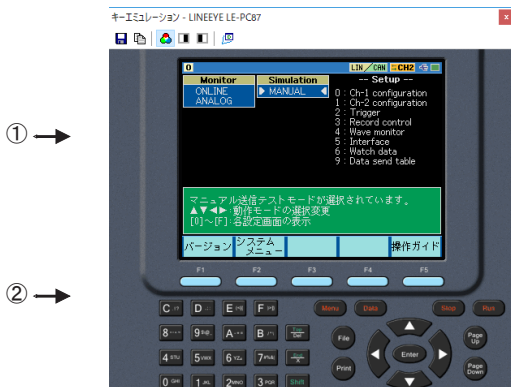 キーエミュレーション - LINEEYE LE-PC87
0 LIN/CAN CH2
Monitor Simulation -- Setup --
ONLINE MANUAL 0 : Ch-1 configuration
ANALOG 1 : Ch-2 configuration
2 : Trigger
3 : Record control
4 : Wave monitor
5 : Interface
6 : Watch data
9 : Data send table
①
マニュアル送信テストモードが選択されています。
▲▼◀▶:動作モードの選択変更
[0]～[F]:各設定画面の表示
バージョン システムメニュー 操作ガイド
F1 F2 F3 F4 F5
②
C D E F Menu Data Stop Run
8 9 A B Top Del File Page Up
4 STU 5 VWX 6 YZ 7 Enter
Print Page Down
0 1 2 3 Shift